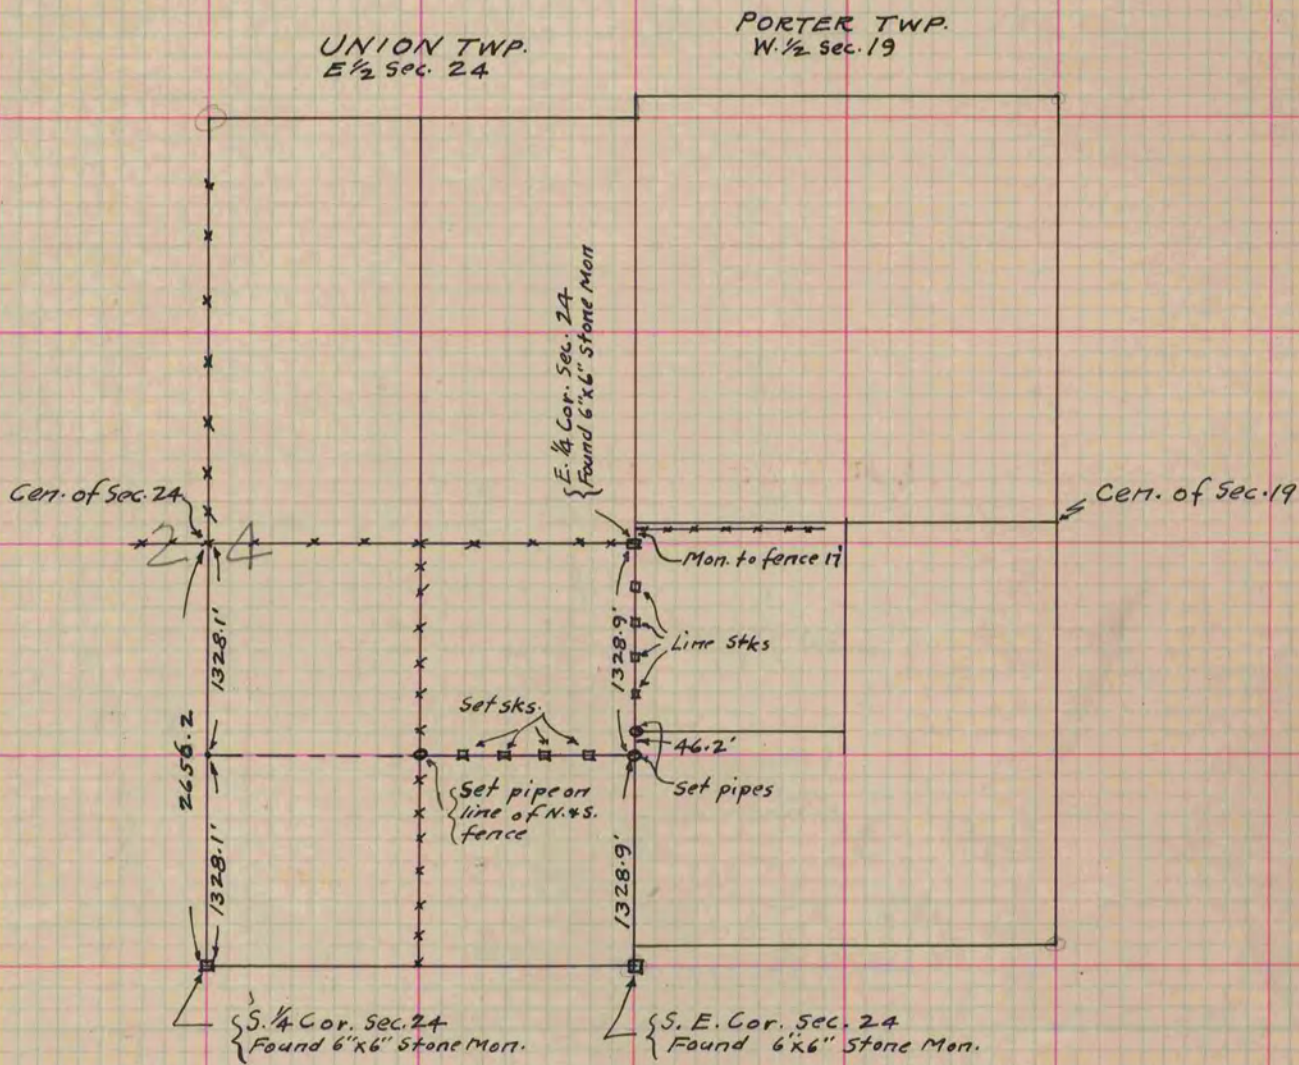 UNION TWP.
E ½ Sec. 24
PORTER TWP.
W. ½ Sec. 19
E. ¼ Cor. Sec. 24
Found 6"x6" Stone Mon
Cen. of Sec. 24
24
Cen. of Sec. 19
Mon. to fence 17'
Line Stks
1328.1'
1328.9'
2656.2
Set sks.
46.2'
Set pipes
Set pipe on
line of N. & S.
fence
1328.1'
1328.9'
S. ¼ Cor. Sec. 24
Found 6"x6" Stone Mon.
S. E. Cor. Sec. 24
Found 6"x6" Stone Mon.